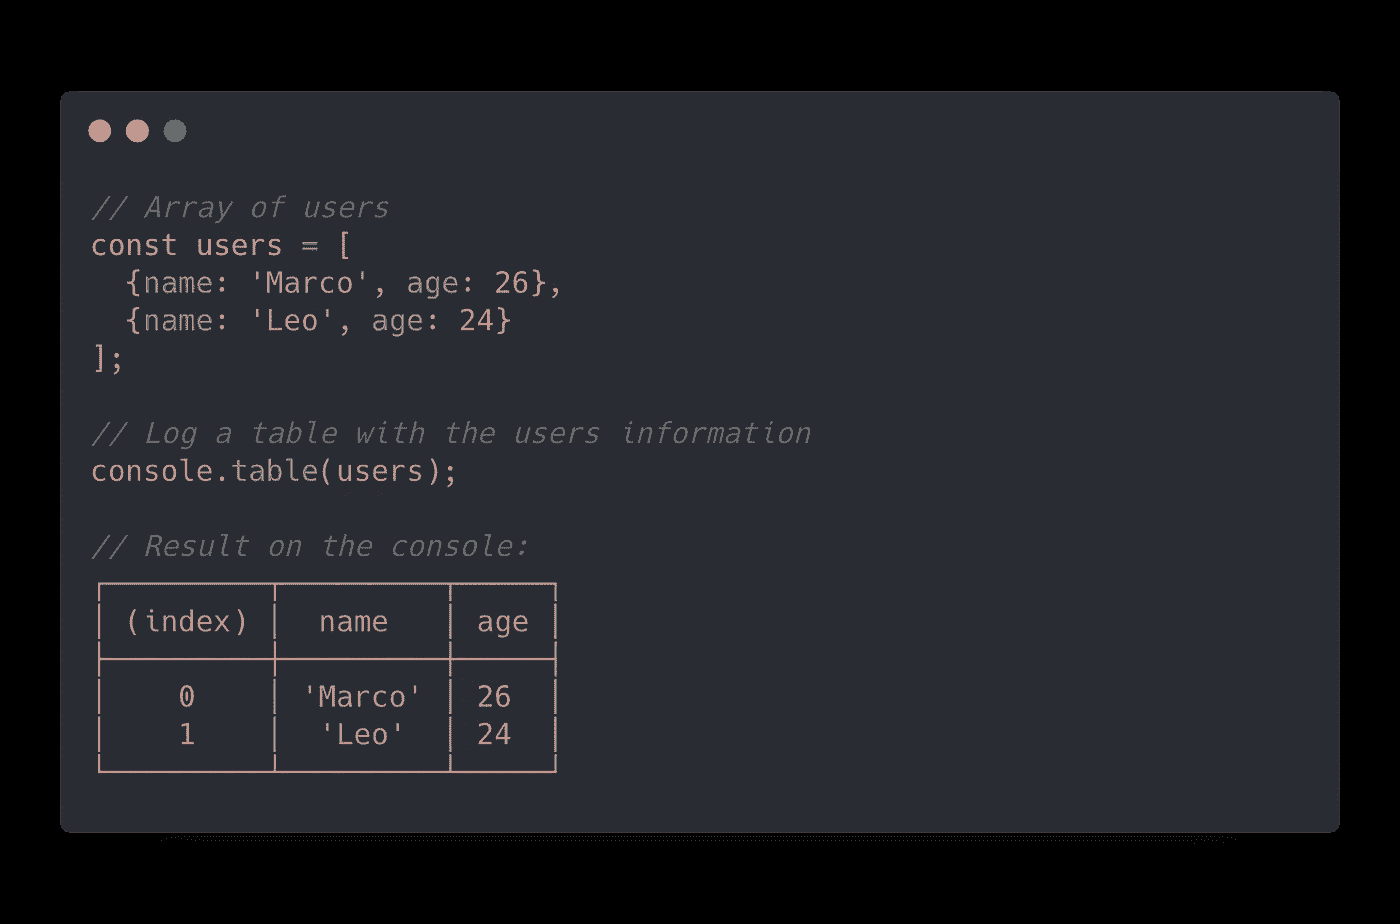 // Array of users
const users = [
  {name: 'Marco', age: 26},
  {name: 'Leo', age: 24}
];
// Log a table with the users information
console.table(users);
// Result on the console:
(index) name age
0 'Marco' 26
1 'Leo' 24